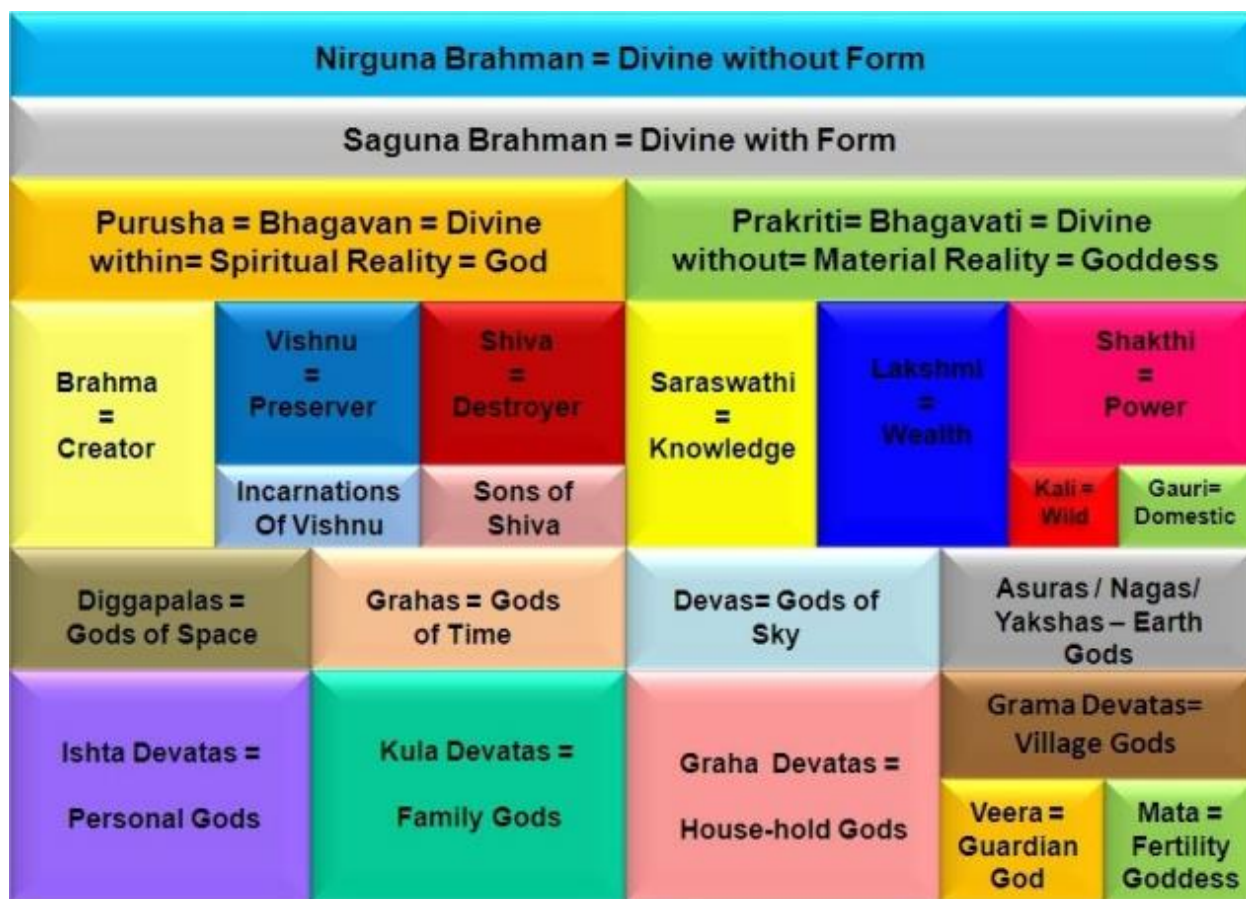 Nirguna Brahman = Divine without Form
Saguna Brahman = Divine with Form
Purusha = Bhagavan = Divine
within= Spiritual Reality = God
Prakriti= Bhagavati = Divine
without= Material Reality = Goddess
Brahma
=
Creator
Vishnu
=
Preserver
Shiva
=
Destroyer
Saraswathi
=
Knowledge
Lakshmi
=
Wealth
Shakthi
=
Power
Incarnations
Of Vishnu
Sons of
Shiva
Kali =
Wild
Gauri=
Domestic
Diggapalas =
Gods of Space
Grahas = Gods
of Time
Devas= Gods of
Sky
Asuras / Nagas/
Yakshas – Earth
Gods
Ishta Devatas =
Personal Gods
Kula Devatas =
Family Gods
Graha Devatas =
House-hold Gods
Grama Devatas=
Village Gods
Veera =
Guardian
God
Mata =
Fertility
Goddess